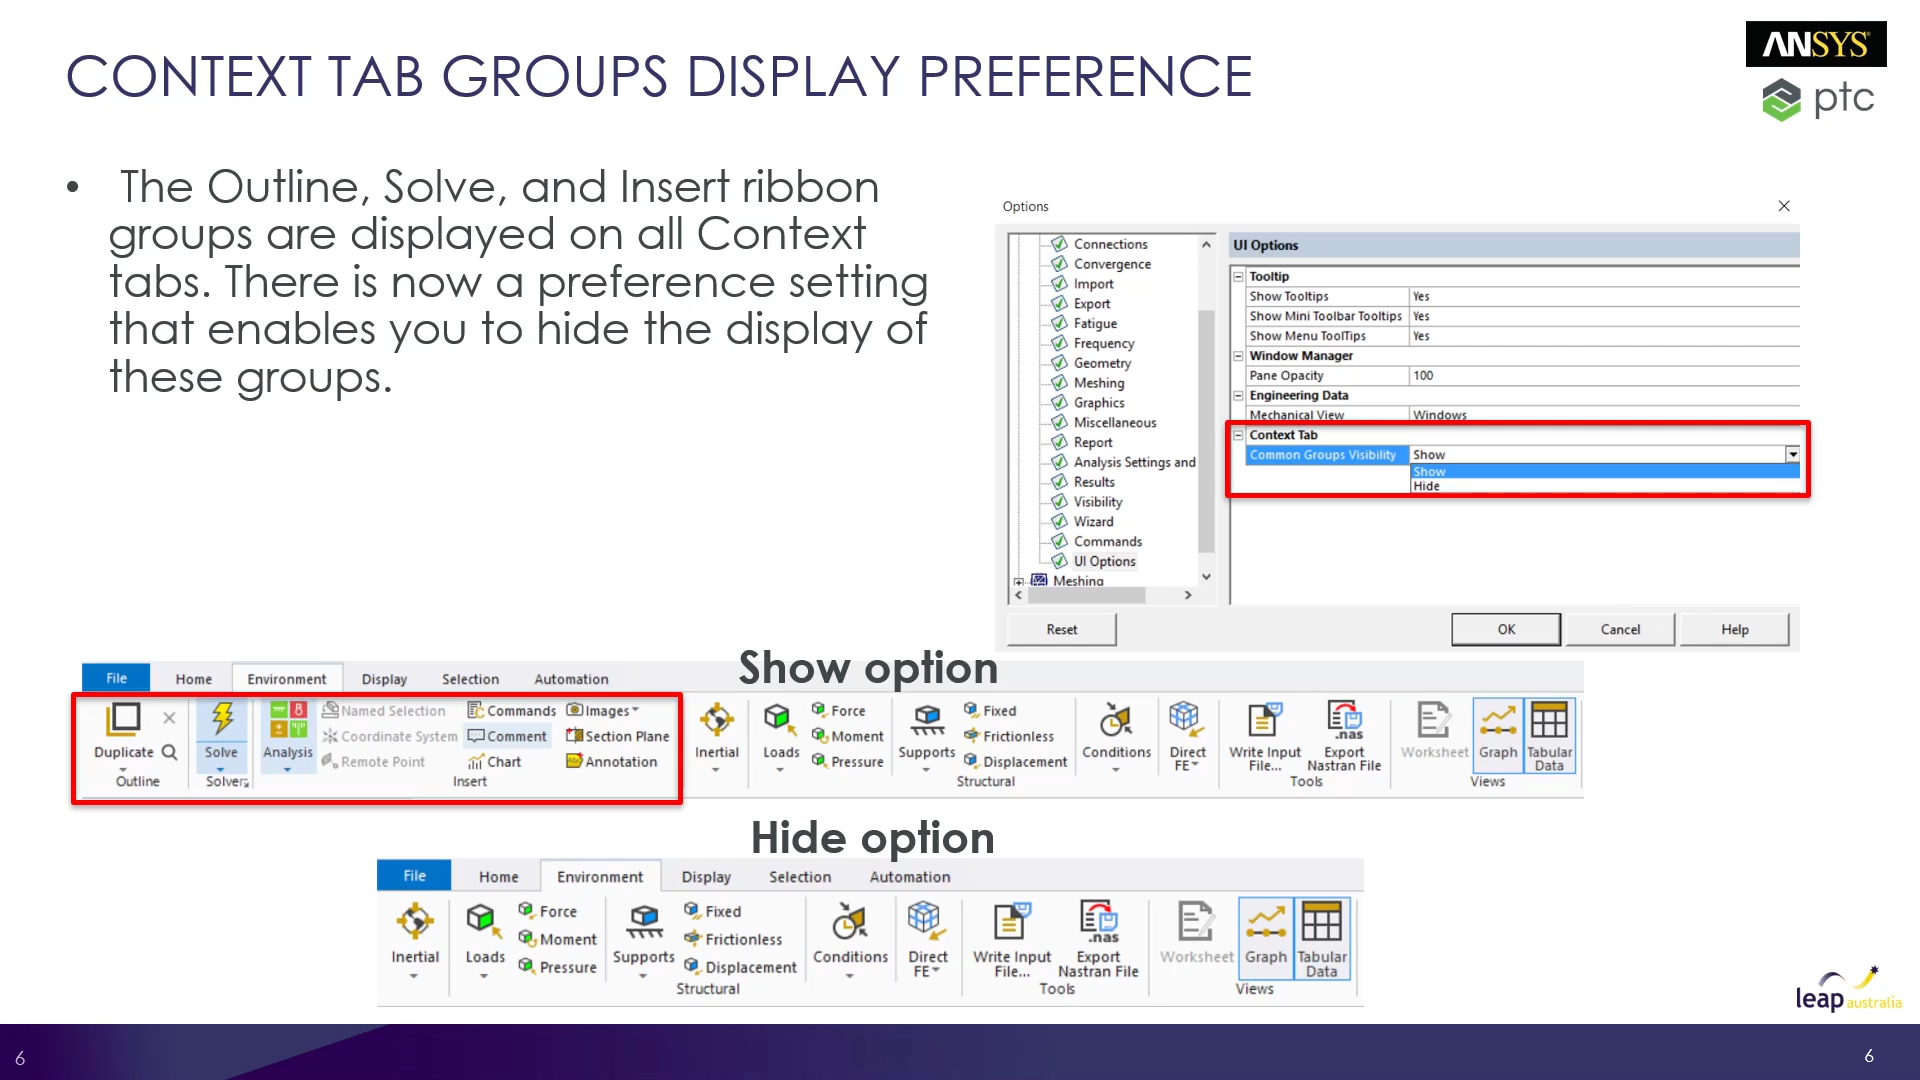 CONTEXT TAB GROUPS DISPLAY PREFERENCE
ANSYS
ptc
• The Outline, Solve, and Insert ribbon
groups are displayed on all Context
tabs. There is now a preference setting
that enables you to hide the display of
these groups.
Options
Connections
Convergence
Import
Export
Fatigue
Frequency
Geometry
Meshing
Graphics
Miscellaneous
Report
Analysis Settings and
Results
Visibility
Wizard
Commands
UI Options
Meshing
UI Options
Tooltip
Show Tooltips Yes
Show Mini Toolbar Tooltips Yes
Show Menu ToolTips Yes
Window Manager
Pane Opacity 100
Engineering Data
Mechanical View Windows
Context Tab
Common Groups Visibility Show
Show
Hide
Reset OK Cancel Help
Show option
File Home Environment Display Selection Automation
Duplicate
Outline
Solve
Solver
Analysis
Named Selection
Coordinate System
Remote Point
Commands
Comment
Chart
Images
Section Plane
Annotation
Insert
Inertial
Loads
Force
Moment
Pressure
Supports
Fixed
Frictionless
Displacement
Structural
Conditions
Direct
FE
Write Input
File...
.nas
Export
Nastran File
Tools
Worksheet
Graph
Tabular
Data
Views
Hide option
File Home Environment Display Selection Automation
Inertial
Loads
Force
Moment
Pressure
Supports
Fixed
Frictionless
Displacement
Structural
Conditions
Direct
FE
Write Input
File...
.nas
Export
Nastran File
Tools
Worksheet
Graph
Tabular
Data
Views
leap australia
6
6